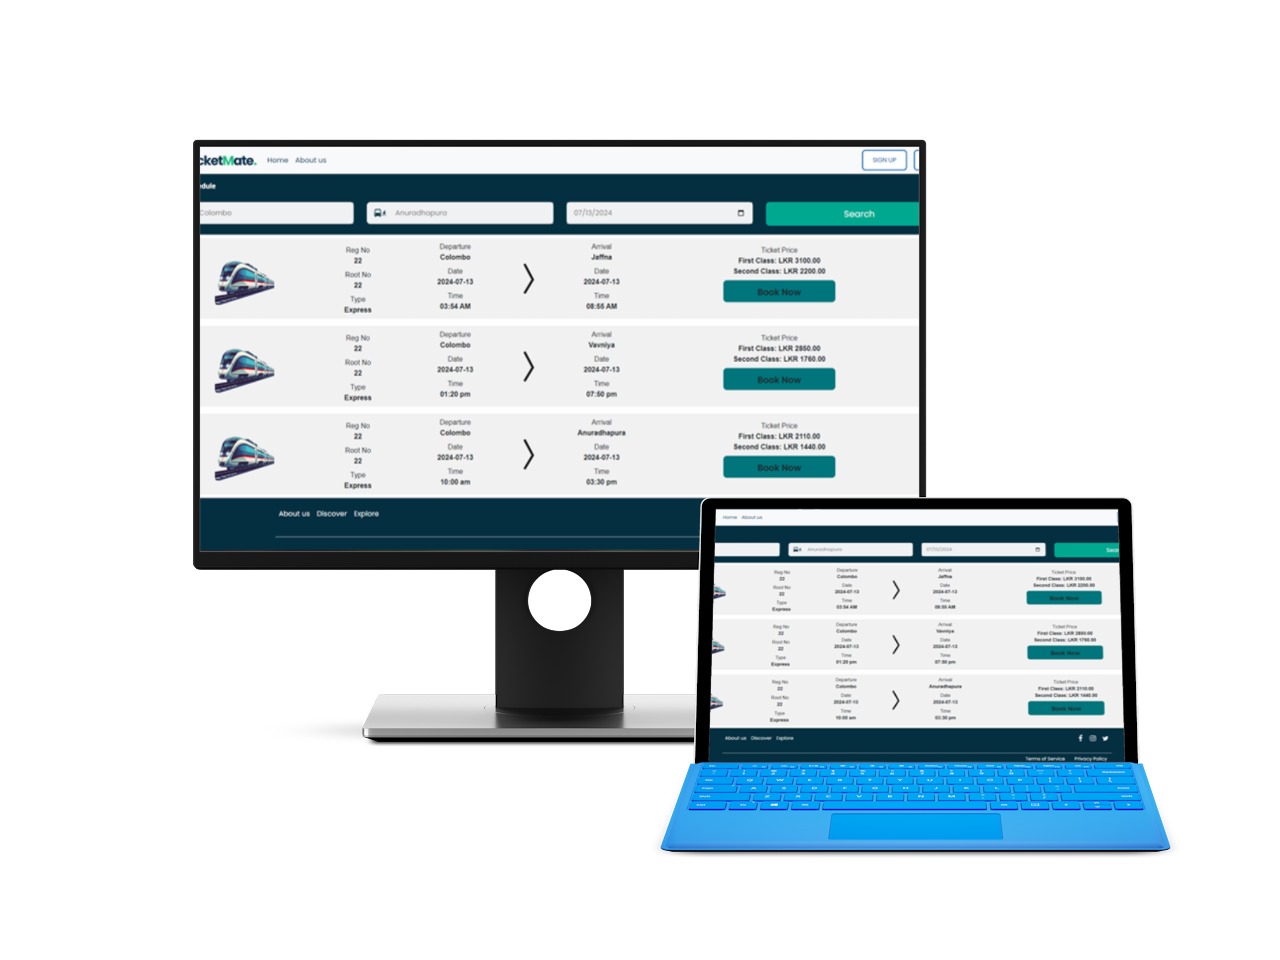 cketMate. Home About us SIGN UP
edule
Colombo Anuradhapura 07/13/2024 Search
Reg No Departure Arrival Ticket Price
22 Colombo Jaffna First Class: LKR 3100.00
Root No Date Date Second Class: LKR 2200.00
22 2024-07-13 2024-07-13 Book Now
Type Time Time
Express 03:54 AM 08:55 AM
Reg No Departure Arrival Ticket Price
22 Colombo Vavniya First Class: LKR 2850.00
Root No Date Date Second Class: LKR 1760.00
22 2024-07-13 2024-07-13 Book Now
Type Time Time
Express 01:20 pm 07:50 pm
Reg No Departure Arrival Ticket Price
22 Colombo Anuradhapura First Class: LKR 2110.00
Root No Date Date Second Class: LKR 1440.00
22 2024-07-13 2024-07-13 Book Now
Type Time Time
Express 10:00 am 03:30 pm
About us Discover Explore
Home About us
Anuradhapura 07/13/2024 Sear
Reg No Departure Arrival Ticket Price
22 Colombo Jaffna First Class: LKR 3100.00
Root No Date Date Second Class: LKR 2200.00
22 2024-07-13 2024-07-13 Book Now
Type Time Time
Express 03:54 AM 08:55 AM
Reg No Departure Arrival Ticket Price
22 Colombo Vavniya First Class: LKR 2850.00
Root No Date Date Second Class: LKR 1760.00
22 2024-07-13 2024-07-13 Book Now
Type Time Time
Express 01:20 pm 07:50 pm
Reg No Departure Arrival Ticket Price
22 Colombo Anuradhapura First Class: LKR 2110.00
Root No Date Date Second Class: LKR 1440.00
22 2024-07-13 2024-07-13 Book Now
Type Time Time
Express 10:00 am 03:30 pm
About us Discover Explore
Terms of Service Privacy Policy